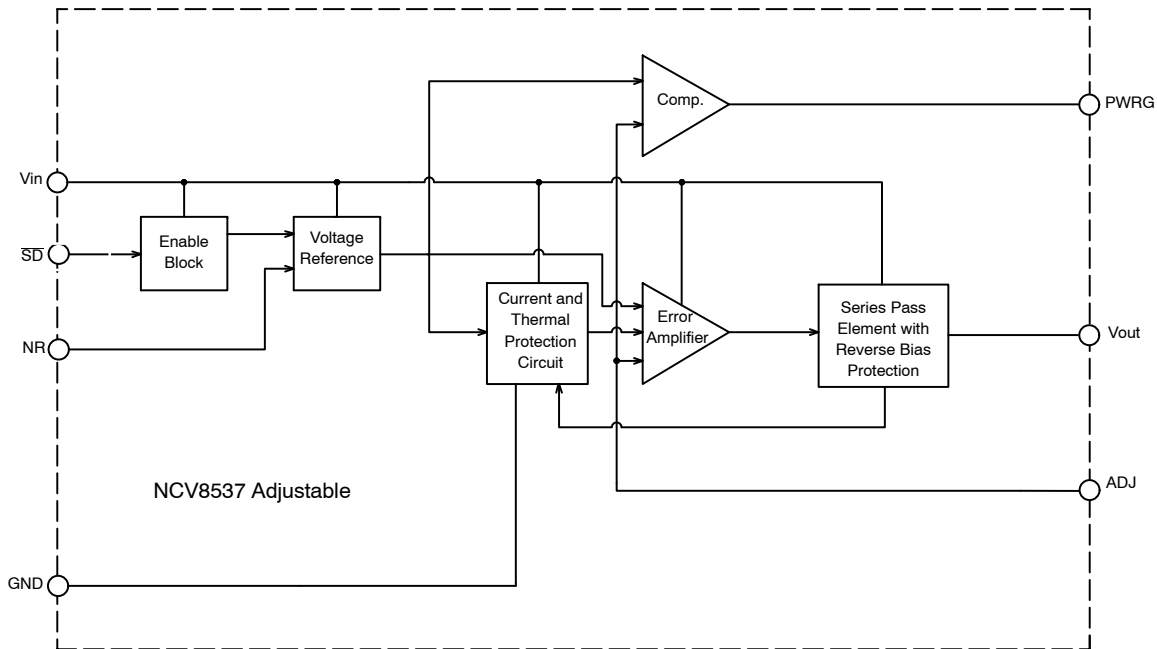 Comp.
PWRG
Vin
S̅D̅
Enable
Block
Voltage
Reference
NR
Current and
Thermal
Protection
Circuit
Error
Amplifier
Series Pass
Element with
Reverse Bias
Protection
Vout
NCV8537 Adjustable
ADJ
GND